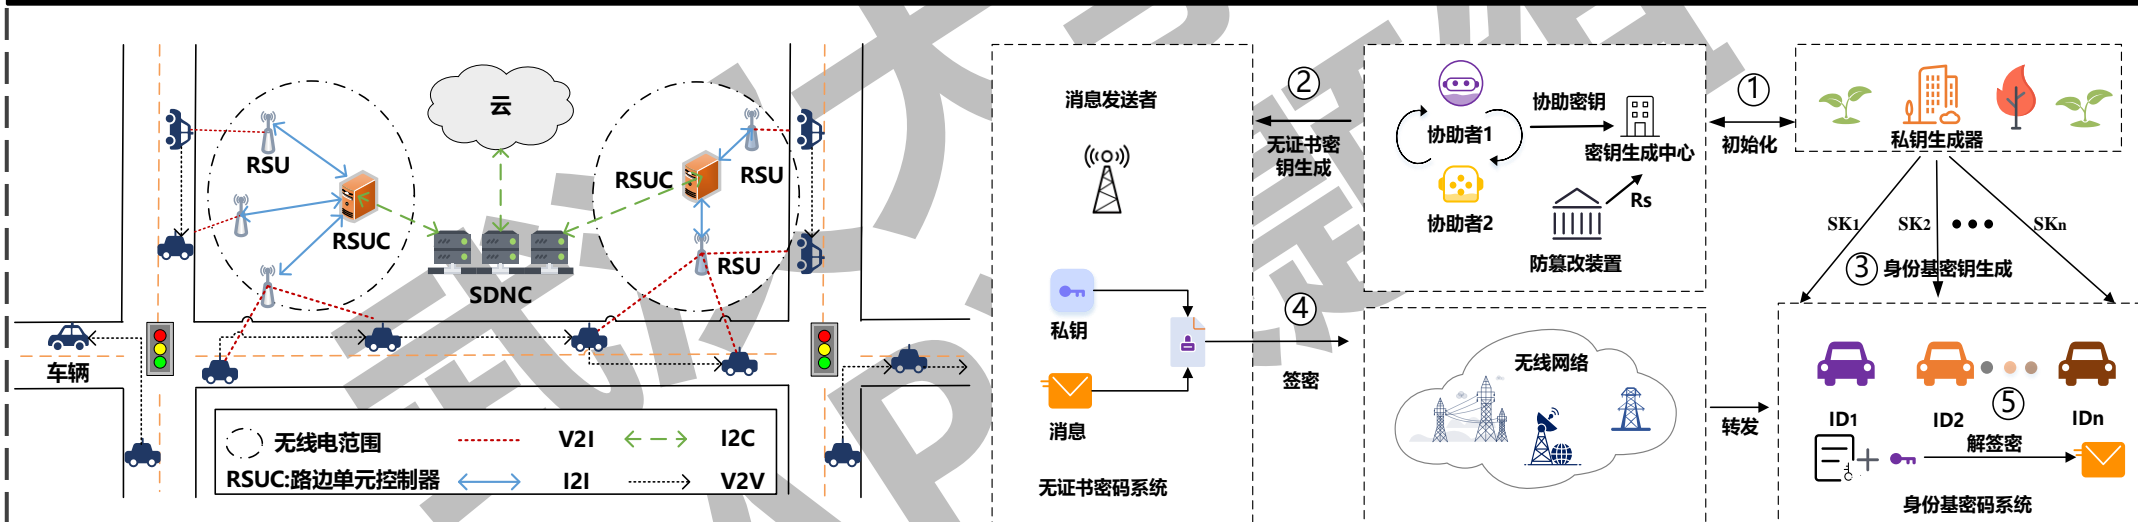 云
RSU
RSUC
RSUC
RSU
RSU
SDNC
车辆
无线电范围
V2I
I2C
RSUC:路边单元控制器
I2I
V2V
消息发送者
私钥
消息
无证书密码系统
②
无证书密
钥生成
④
签密
协助者1
协助者2
协助密钥
密钥生成中心
Rs
防篡改装置
①
初始化
私钥生成器
SK1
SK2
SKn
③ 身份基密钥生成
无线网络
转发
ID1
ID2
IDn
⑤
解签密
身份基密码系统